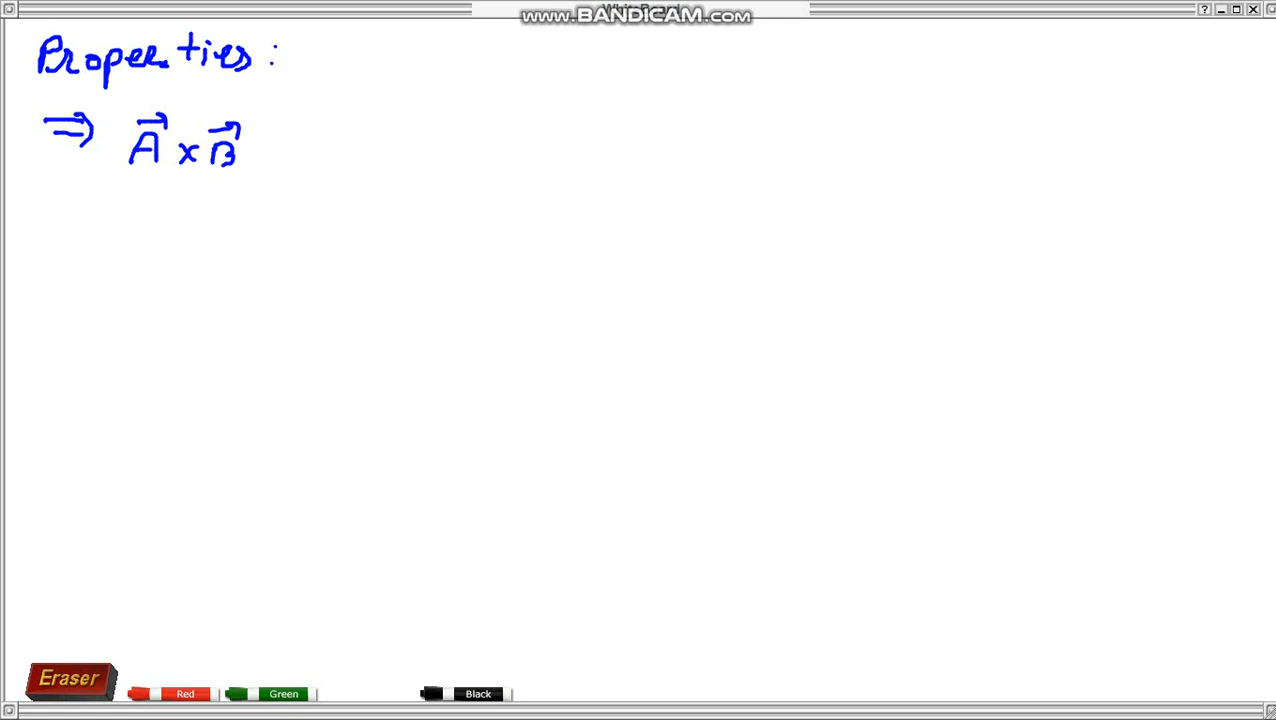 www.BANDICAM.com
Properties :
⇒ A⃗ × B⃗
Eraser
Red
Green
Black